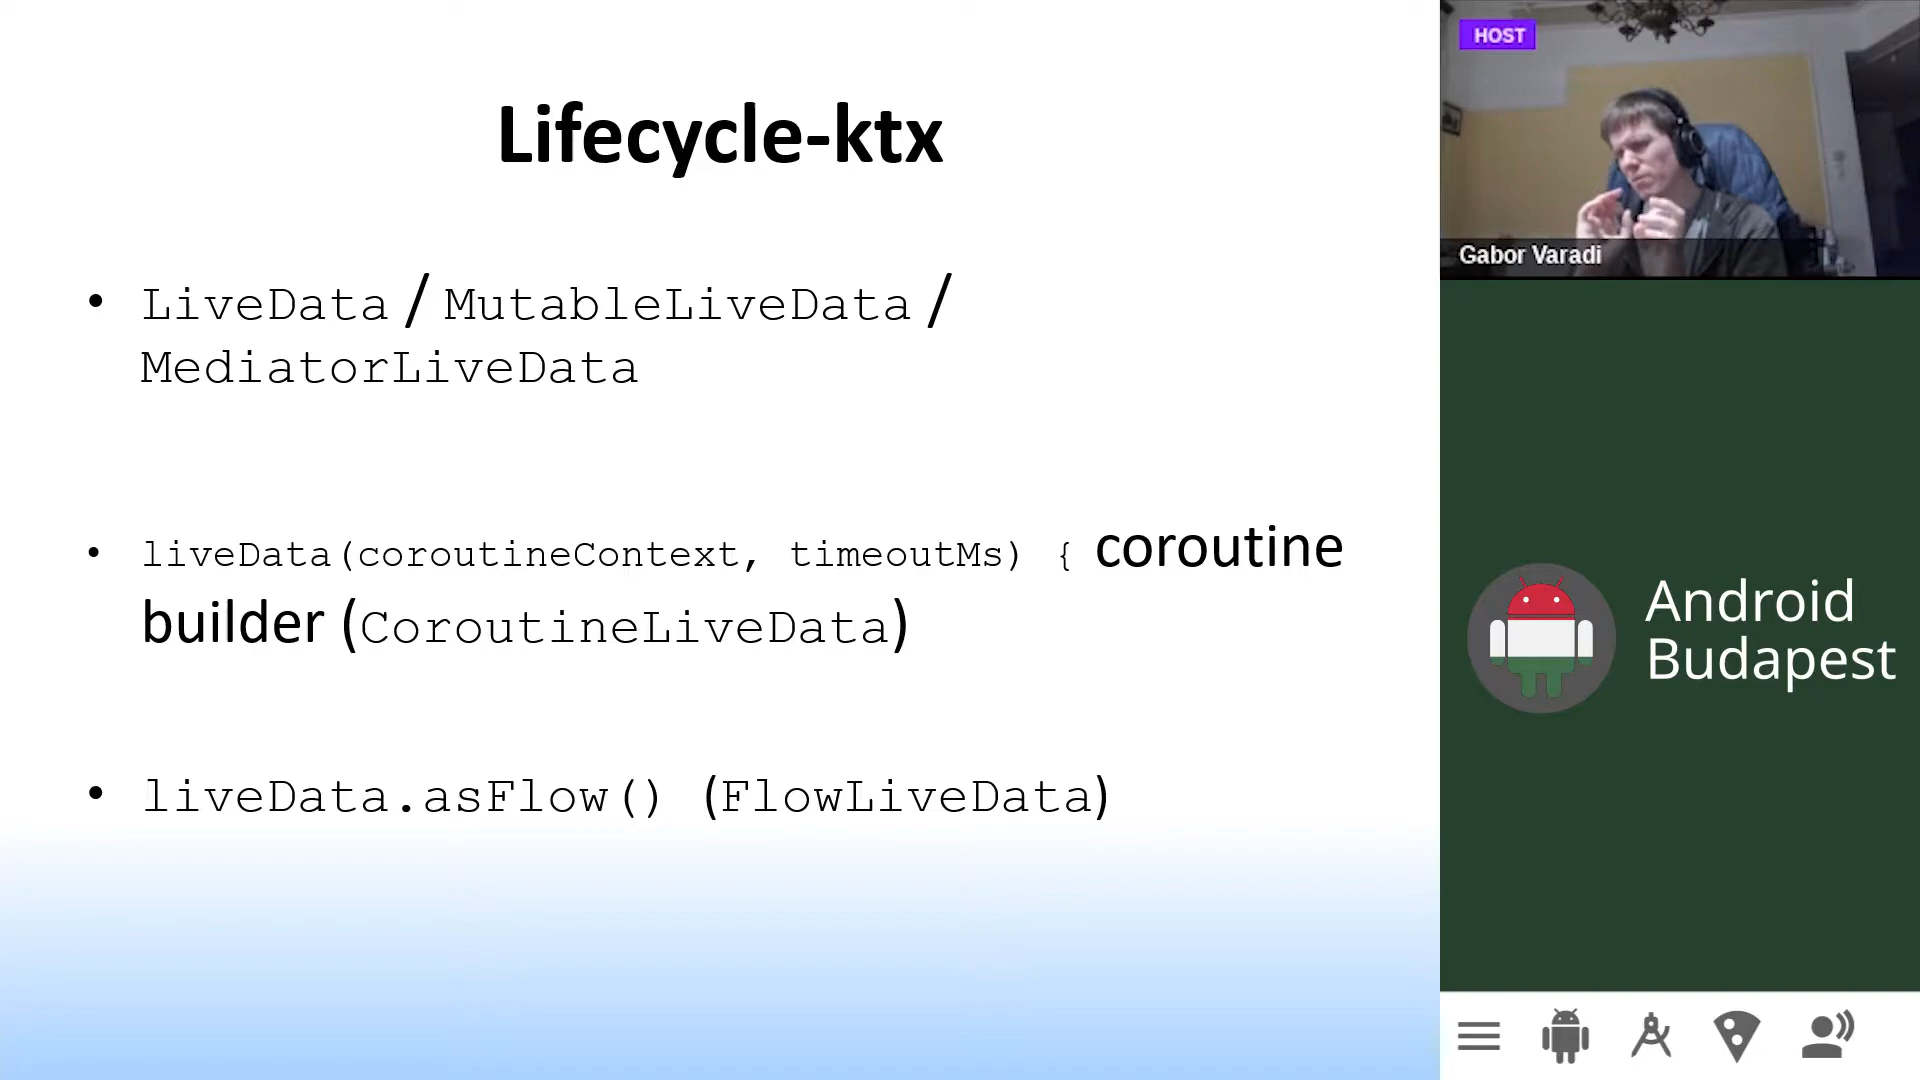 Lifecycle-ktx
• LiveData / MutableLiveData /
MediatorLiveData
• liveData(coroutineContext, timeoutMs) { coroutine
builder (CoroutineLiveData)
• liveData.asFlow() (FlowLiveData)
HOST
Gabor Varadi
Android
Budapest